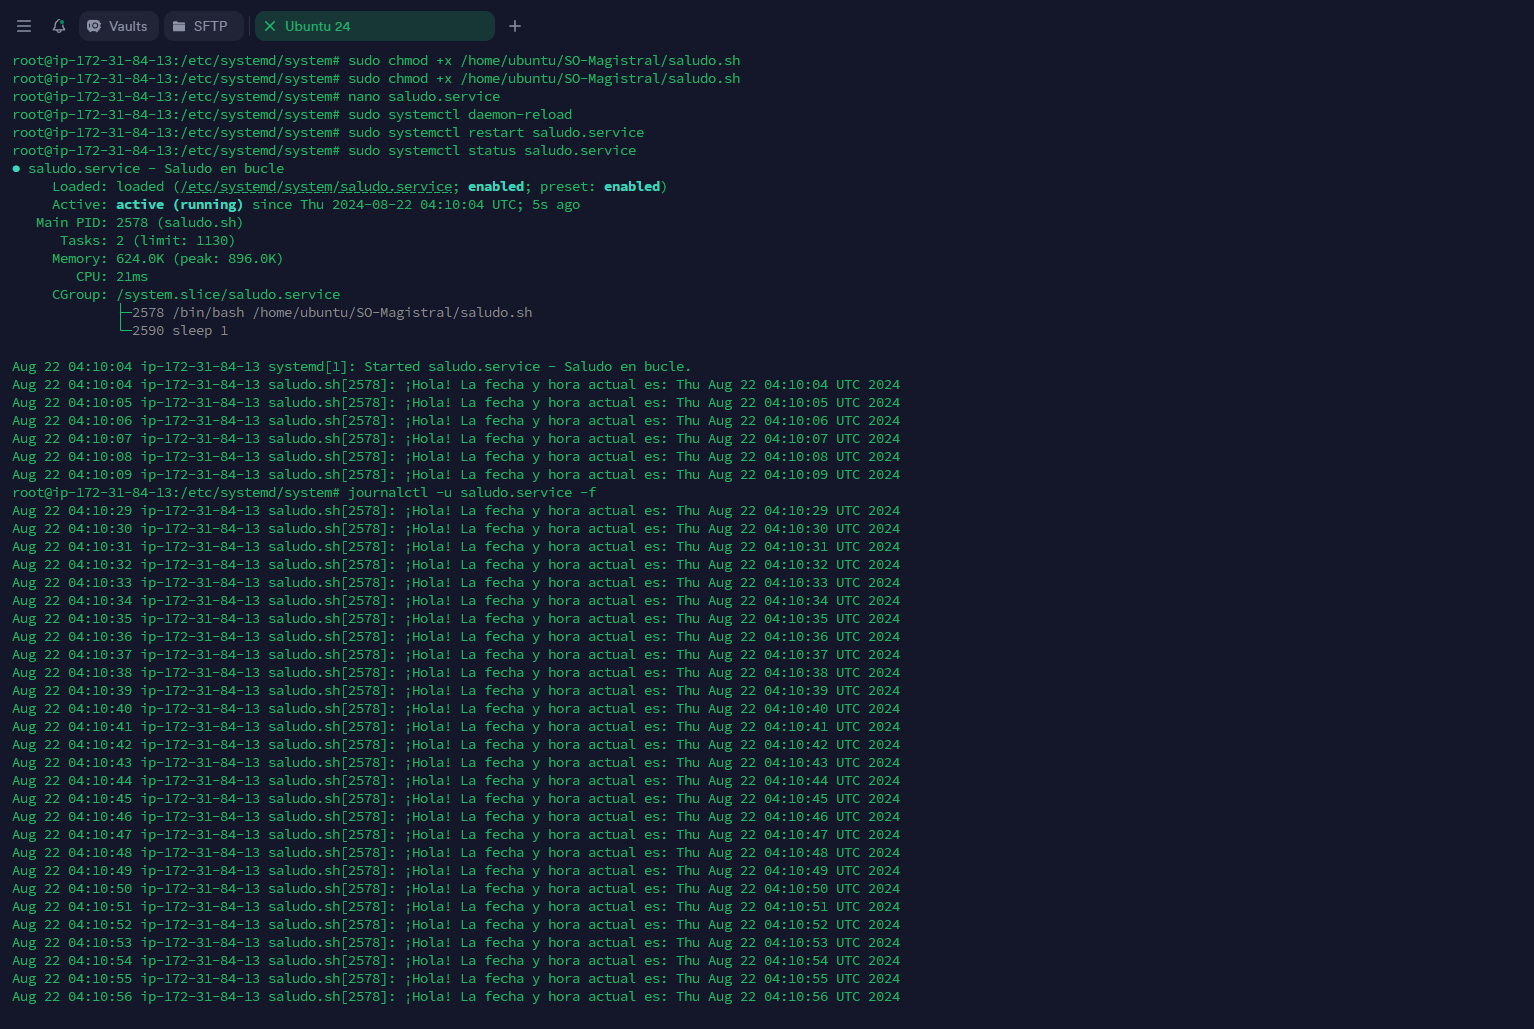 Vaults SFTP Ubuntu 24
root@ip-172-31-84-13:/etc/systemd/system# sudo chmod +x /home/ubuntu/SO-Magistral/saludo.sh
root@ip-172-31-84-13:/etc/systemd/system# sudo chmod +x /home/ubuntu/SO-Magistral/saludo.sh
root@ip-172-31-84-13:/etc/systemd/system# nano saludo.service
root@ip-172-31-84-13:/etc/systemd/system# sudo systemctl daemon-reload
root@ip-172-31-84-13:/etc/systemd/system# sudo systemctl restart saludo.service
root@ip-172-31-84-13:/etc/systemd/system# sudo systemctl status saludo.service
● saludo.service - Saludo en bucle
Loaded: loaded (/etc/systemd/system/saludo.service; enabled; preset: enabled)
Active: active (running) since Thu 2024-08-22 04:10:04 UTC; 5s ago
Main PID: 2578 (saludo.sh)
Tasks: 2 (limit: 1130)
Memory: 624.0K (peak: 896.0K)
CPU: 21ms
CGroup: /system.slice/saludo.service
├─2578 /bin/bash /home/ubuntu/SO-Magistral/saludo.sh
└─2590 sleep 1
Aug 22 04:10:04 ip-172-31-84-13 systemd[1]: Started saludo.service - Saludo en bucle.
Aug 22 04:10:04 ip-172-31-84-13 saludo.sh[2578]: ¡Hola! La fecha y hora actual es: Thu Aug 22 04:10:04 UTC 2024
Aug 22 04:10:05 ip-172-31-84-13 saludo.sh[2578]: ¡Hola! La fecha y hora actual es: Thu Aug 22 04:10:05 UTC 2024
Aug 22 04:10:06 ip-172-31-84-13 saludo.sh[2578]: ¡Hola! La fecha y hora actual es: Thu Aug 22 04:10:06 UTC 2024
Aug 22 04:10:07 ip-172-31-84-13 saludo.sh[2578]: ¡Hola! La fecha y hora actual es: Thu Aug 22 04:10:07 UTC 2024
Aug 22 04:10:08 ip-172-31-84-13 saludo.sh[2578]: ¡Hola! La fecha y hora actual es: Thu Aug 22 04:10:08 UTC 2024
Aug 22 04:10:09 ip-172-31-84-13 saludo.sh[2578]: ¡Hola! La fecha y hora actual es: Thu Aug 22 04:10:09 UTC 2024
root@ip-172-31-84-13:/etc/systemd/system# journalctl -u saludo.service -f
Aug 22 04:10:29 ip-172-31-84-13 saludo.sh[2578]: ¡Hola! La fecha y hora actual es: Thu Aug 22 04:10:29 UTC 2024
Aug 22 04:10:30 ip-172-31-84-13 saludo.sh[2578]: ¡Hola! La fecha y hora actual es: Thu Aug 22 04:10:30 UTC 2024
Aug 22 04:10:31 ip-172-31-84-13 saludo.sh[2578]: ¡Hola! La fecha y hora actual es: Thu Aug 22 04:10:31 UTC 2024
Aug 22 04:10:32 ip-172-31-84-13 saludo.sh[2578]: ¡Hola! La fecha y hora actual es: Thu Aug 22 04:10:32 UTC 2024
Aug 22 04:10:33 ip-172-31-84-13 saludo.sh[2578]: ¡Hola! La fecha y hora actual es: Thu Aug 22 04:10:33 UTC 2024
Aug 22 04:10:34 ip-172-31-84-13 saludo.sh[2578]: ¡Hola! La fecha y hora actual es: Thu Aug 22 04:10:34 UTC 2024
Aug 22 04:10:35 ip-172-31-84-13 saludo.sh[2578]: ¡Hola! La fecha y hora actual es: Thu Aug 22 04:10:35 UTC 2024
Aug 22 04:10:36 ip-172-31-84-13 saludo.sh[2578]: ¡Hola! La fecha y hora actual es: Thu Aug 22 04:10:36 UTC 2024
Aug 22 04:10:37 ip-172-31-84-13 saludo.sh[2578]: ¡Hola! La fecha y hora actual es: Thu Aug 22 04:10:37 UTC 2024
Aug 22 04:10:38 ip-172-31-84-13 saludo.sh[2578]: ¡Hola! La fecha y hora actual es: Thu Aug 22 04:10:38 UTC 2024
Aug 22 04:10:39 ip-172-31-84-13 saludo.sh[2578]: ¡Hola! La fecha y hora actual es: Thu Aug 22 04:10:39 UTC 2024
Aug 22 04:10:40 ip-172-31-84-13 saludo.sh[2578]: ¡Hola! La fecha y hora actual es: Thu Aug 22 04:10:40 UTC 2024
Aug 22 04:10:41 ip-172-31-84-13 saludo.sh[2578]: ¡Hola! La fecha y hora actual es: Thu Aug 22 04:10:41 UTC 2024
Aug 22 04:10:42 ip-172-31-84-13 saludo.sh[2578]: ¡Hola! La fecha y hora actual es: Thu Aug 22 04:10:42 UTC 2024
Aug 22 04:10:43 ip-172-31-84-13 saludo.sh[2578]: ¡Hola! La fecha y hora actual es: Thu Aug 22 04:10:43 UTC 2024
Aug 22 04:10:44 ip-172-31-84-13 saludo.sh[2578]: ¡Hola! La fecha y hora actual es: Thu Aug 22 04:10:44 UTC 2024
Aug 22 04:10:45 ip-172-31-84-13 saludo.sh[2578]: ¡Hola! La fecha y hora actual es: Thu Aug 22 04:10:45 UTC 2024
Aug 22 04:10:46 ip-172-31-84-13 saludo.sh[2578]: ¡Hola! La fecha y hora actual es: Thu Aug 22 04:10:46 UTC 2024
Aug 22 04:10:47 ip-172-31-84-13 saludo.sh[2578]: ¡Hola! La fecha y hora actual es: Thu Aug 22 04:10:47 UTC 2024
Aug 22 04:10:48 ip-172-31-84-13 saludo.sh[2578]: ¡Hola! La fecha y hora actual es: Thu Aug 22 04:10:48 UTC 2024
Aug 22 04:10:49 ip-172-31-84-13 saludo.sh[2578]: ¡Hola! La fecha y hora actual es: Thu Aug 22 04:10:49 UTC 2024
Aug 22 04:10:50 ip-172-31-84-13 saludo.sh[2578]: ¡Hola! La fecha y hora actual es: Thu Aug 22 04:10:50 UTC 2024
Aug 22 04:10:51 ip-172-31-84-13 saludo.sh[2578]: ¡Hola! La fecha y hora actual es: Thu Aug 22 04:10:51 UTC 2024
Aug 22 04:10:52 ip-172-31-84-13 saludo.sh[2578]: ¡Hola! La fecha y hora actual es: Thu Aug 22 04:10:52 UTC 2024
Aug 22 04:10:53 ip-172-31-84-13 saludo.sh[2578]: ¡Hola! La fecha y hora actual es: Thu Aug 22 04:10:53 UTC 2024
Aug 22 04:10:54 ip-172-31-84-13 saludo.sh[2578]: ¡Hola! La fecha y hora actual es: Thu Aug 22 04:10:54 UTC 2024
Aug 22 04:10:55 ip-172-31-84-13 saludo.sh[2578]: ¡Hola! La fecha y hora actual es: Thu Aug 22 04:10:55 UTC 2024
Aug 22 04:10:56 ip-172-31-84-13 saludo.sh[2578]: ¡Hola! La fecha y hora actual es: Thu Aug 22 04:10:56 UTC 2024